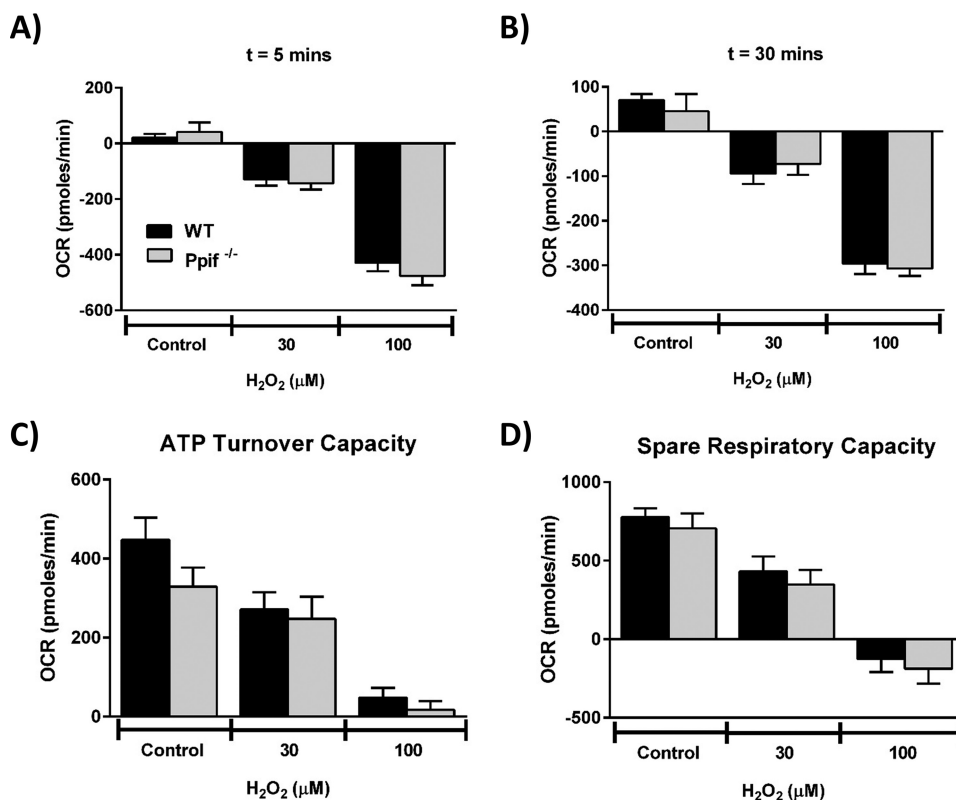 A)
t = 5 mins
OCR (pmoles/min)
200
0
-200
-400
-600
WT
Ppif -/-
Control 30 100
H2O2 (μM)
B)
t = 30 mins
OCR (pmoles/min)
100
0
-100
-200
-300
-400
Control 30 100
H2O2 (μM)
C)
ATP Turnover Capacity
OCR (pmoles/min)
600
400
200
0
Control 30 100
H2O2 (μM)
D)
Spare Respiratory Capacity
OCR (pmoles/min)
1000
500
0
-500
Control 30 100
H2O2 (μM)